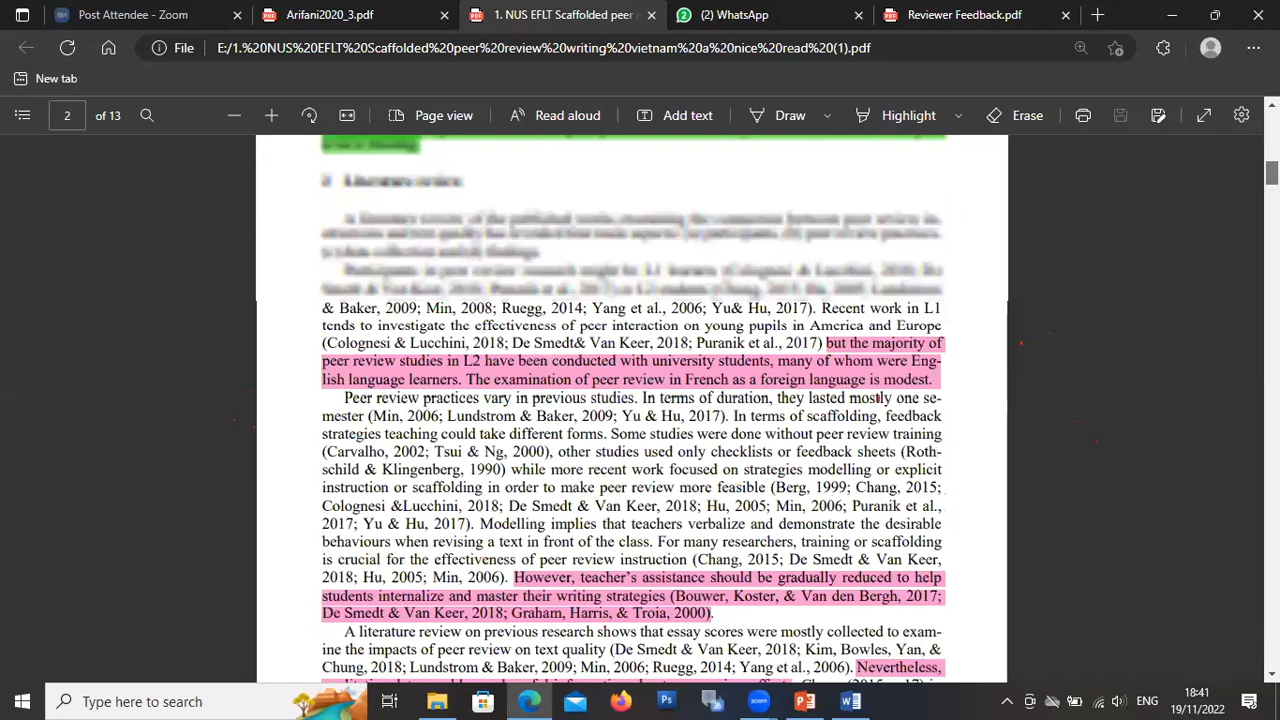 Post Attendee - Zoom
Arifani2020_3.pdf
1. NUS EFLT Scaffolded peer
(2) WhatsApp
Reviewer Feedback.pdf
File
E:/1.%20NUS%20EFLT%20Scaffolded%20peer%20review%20writing%20vietnam%20a%20nice%20read%20(1).pdf
New tab
2 of 13
Page view
Read aloud
Add text
Draw
Highlight
Erase
Literature review
& Baker, 2009; Min, 2008; Ruegg, 2014; Yang et al., 2006; Yu& Hu, 2017). Recent work in L1
tends to investigate the effectiveness of peer interaction on young pupils in America and Europe
(Colognesi & Lucchini, 2018; De Smedt& Van Keer, 2018; Puranik et al., 2017) but the majority of
peer review studies in L2 have been conducted with university students, many of whom were Eng-
lish language learners. The examination of peer review in French as a foreign language is modest.
Peer review practices vary in previous studies. In terms of duration, they lasted mostly one se-
mester (Min, 2006; Lundstrom & Baker, 2009; Yu & Hu, 2017). In terms of scaffolding, feedback
strategies teaching could take different forms. Some studies were done without peer review training
(Carvalho, 2002; Tsui & Ng, 2000), other studies used only checklists or feedback sheets (Roth-
schild & Klingenberg, 1990) while more recent work focused on strategies modelling or explicit
instruction or scaffolding in order to make peer review more feasible (Berg, 1999; Chang, 2015;
Colognesi &Lucchini, 2018; De Smedt & Van Keer, 2018; Hu, 2005; Min, 2006; Puranik et al.,
2017; Yu & Hu, 2017). Modelling implies that teachers verbalize and demonstrate the desirable
behaviours when revising a text in front of the class. For many researchers, training or scaffolding
is crucial for the effectiveness of peer review instruction (Chang, 2015; De Smedt & Van Keer,
2018; Hu, 2005; Min, 2006). However, teacher's assistance should be gradually reduced to help
students internalize and master their writing strategies (Bouwer, Koster, & Van den Bergh, 2017;
De Smedt & Van Keer, 2018; Graham, Harris, & Troia, 2000).
A literature review on previous research shows that essay scores were mostly collected to exam-
ine the impacts of peer review on text quality (De Smedt & Van Keer, 2018; Kim, Bowles, Yan, &
Chung, 2018; Lundstrom & Baker, 2009; Min, 2006; Ruegg, 2014; Yang et al., 2006). Nevertheless,
Type here to search
ENG
8:41
19/11/2022